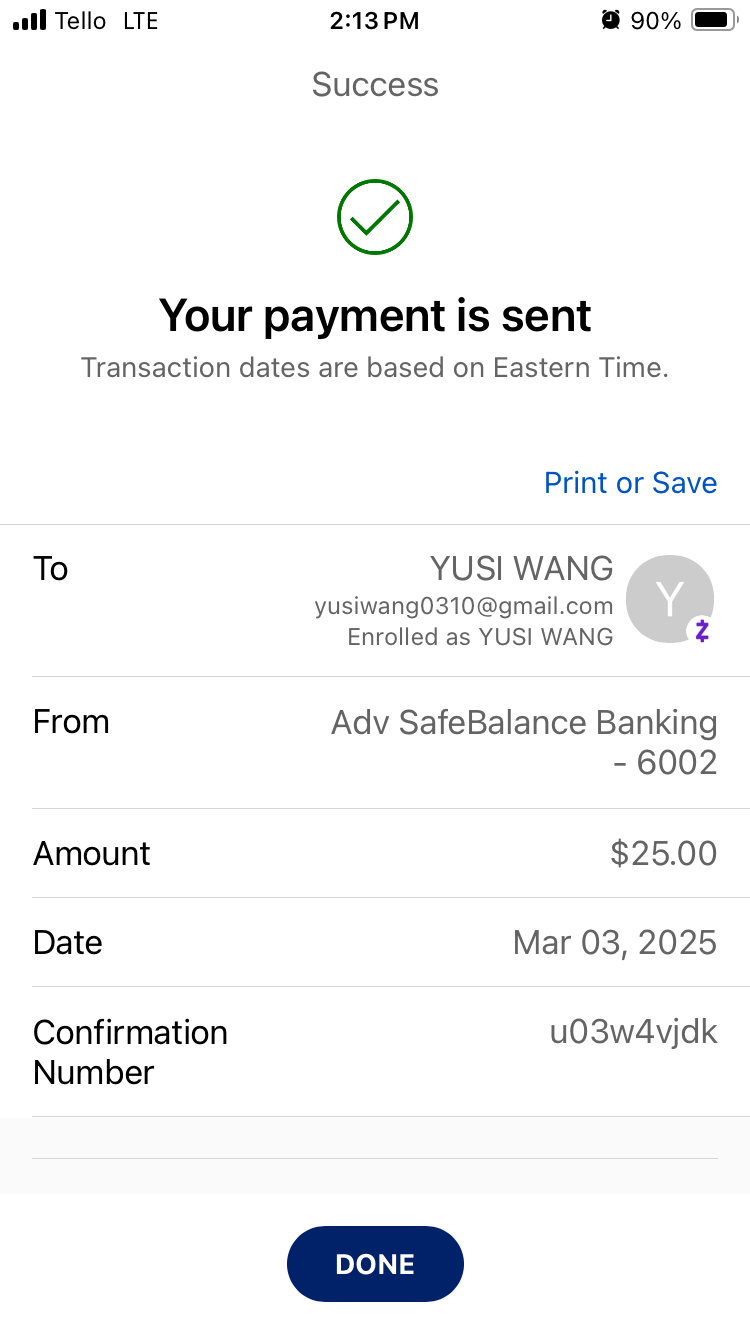 Tello LTE 2:13 PM 90%
Success
Your payment is sent
Transaction dates are based on Eastern Time.
Print or Save
To YUSI WANG
Y
yusiwang0310@gmail.com
Enrolled as YUSI WANG
From Adv SafeBalance Banking
- 6002
Amount $25.00
Date Mar 03, 2025
Confirmation u03w4vjdk
Number
DONE